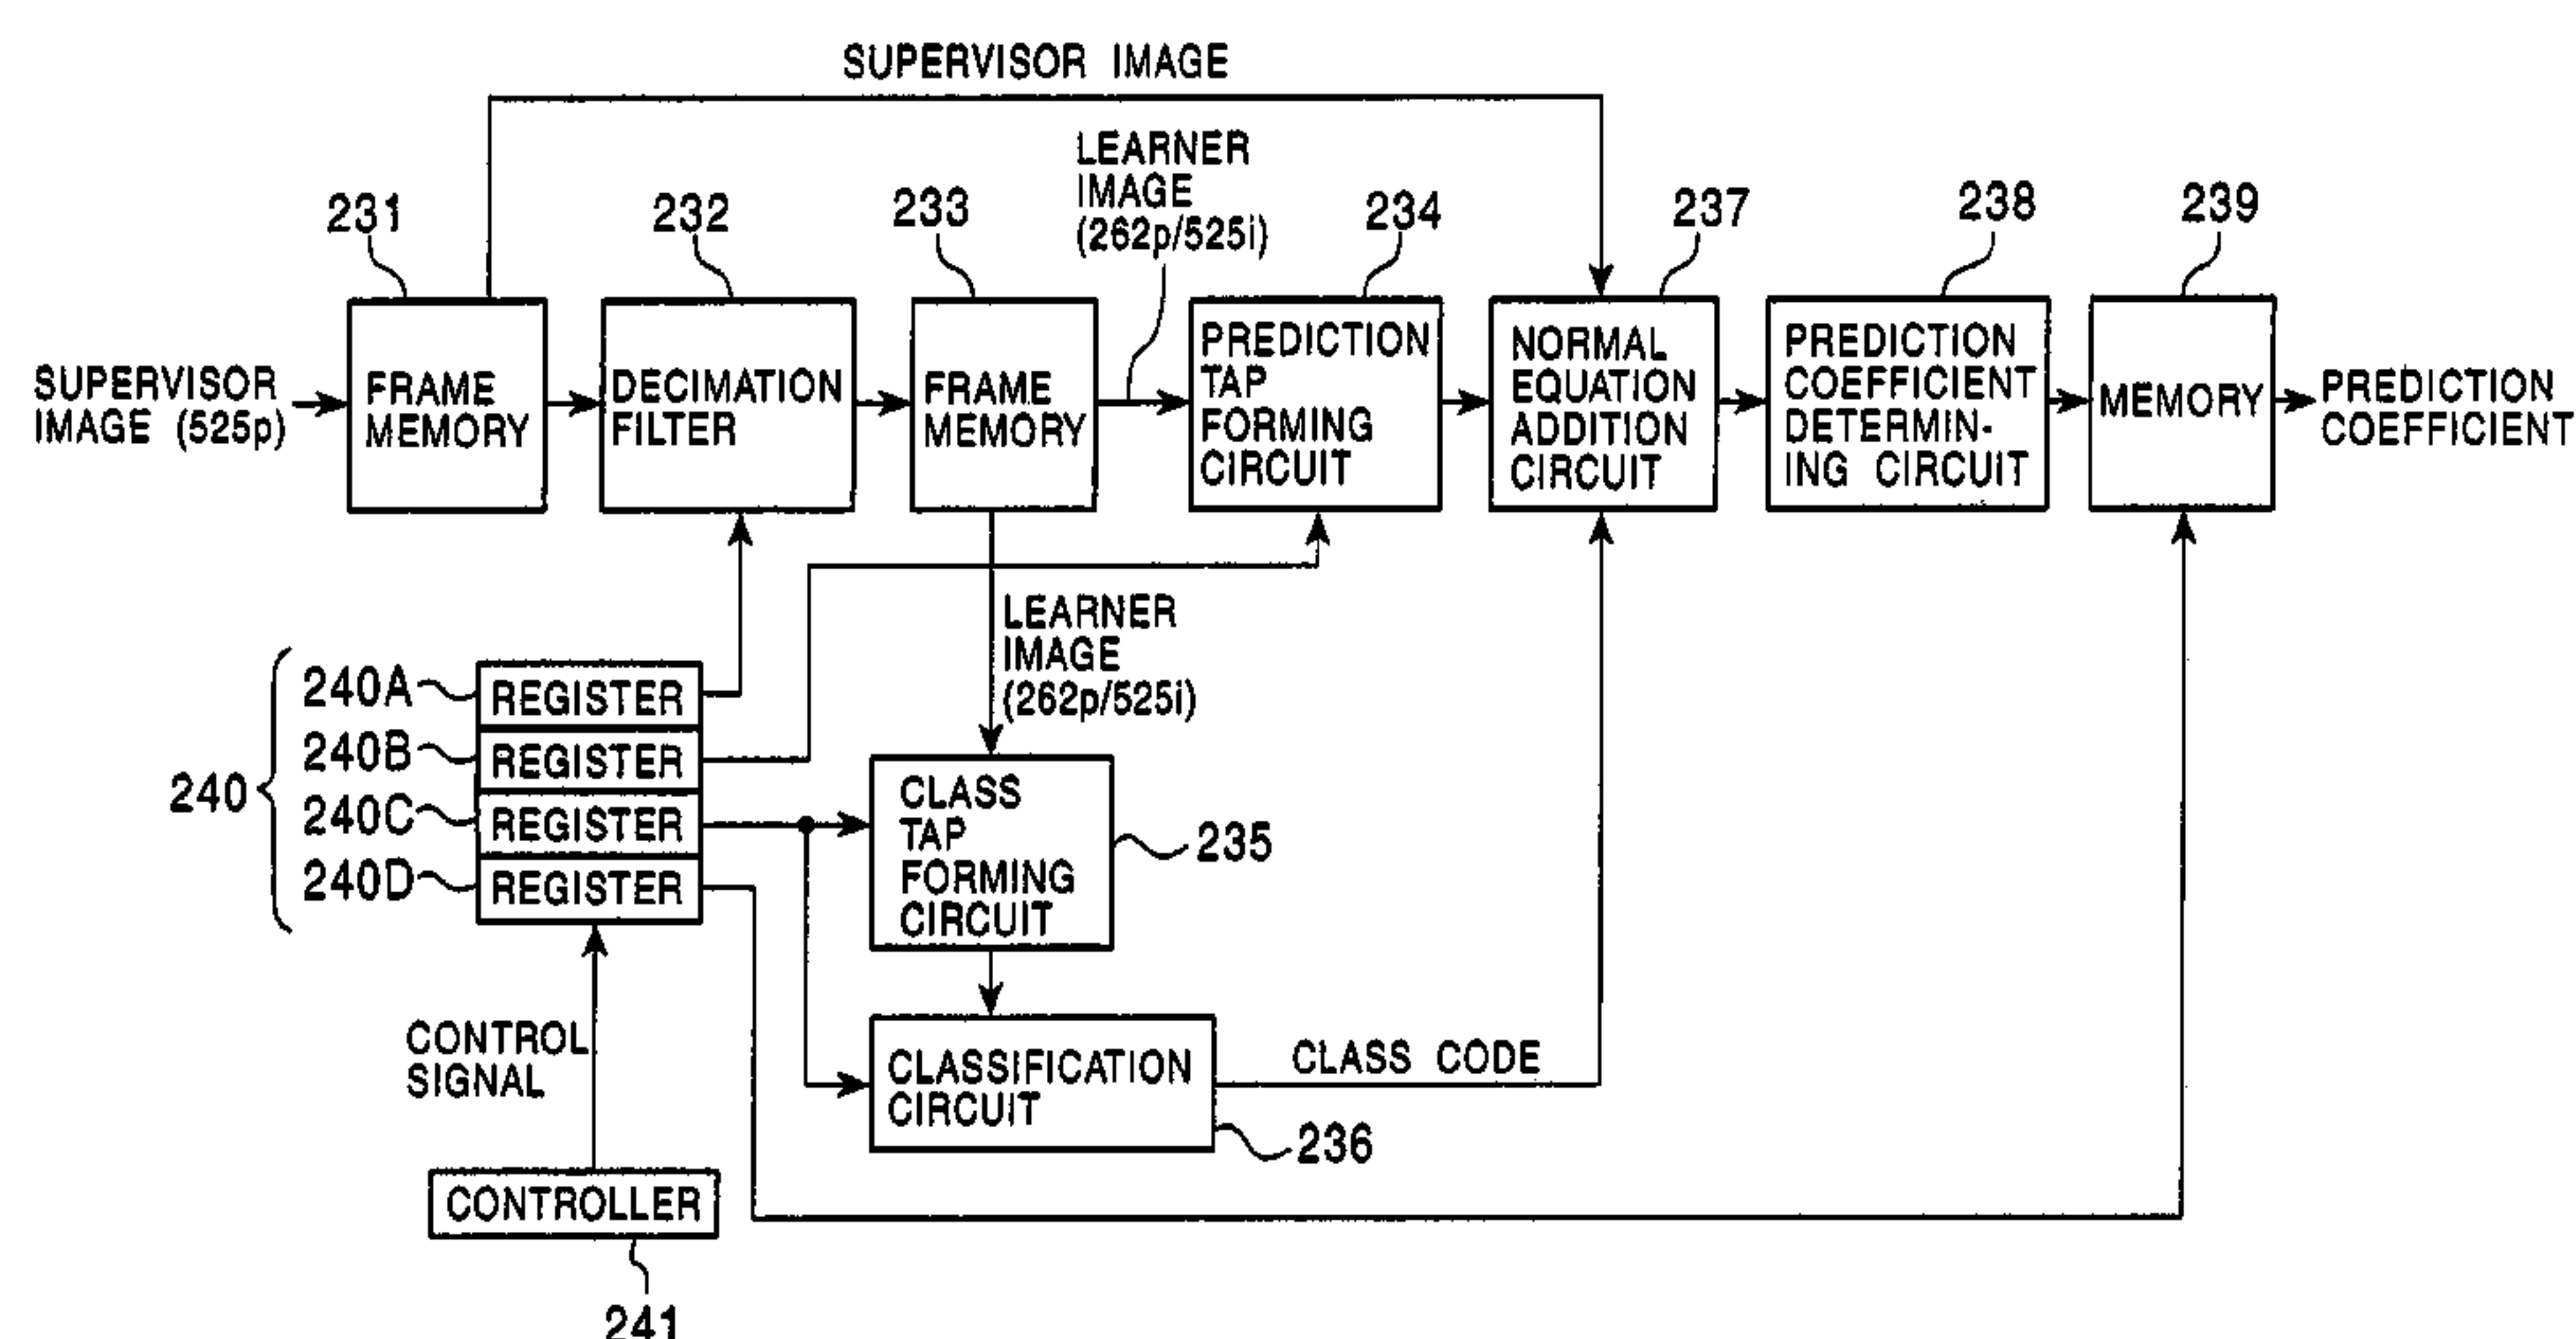 SUPERVISOR IMAGE
LEARNER
IMAGE
(262p/525i)
231
232
233
234
237
238
239
SUPERVISOR
IMAGE (525p)
FRAME
MEMORY
DECIMATION
FILTER
FRAME
MEMORY
PREDICTION
TAP
FORMING
CIRCUIT
NORMAL
EQUATION
ADDITION
CIRCUIT
PREDICTION
COEFFICIENT
DETERMIN-
ING CIRCUIT
MEMORY
PREDICTION
COEFFICIENT
LEARNER
IMAGE
(262p/525i)
240
240A
REGISTER
240B
REGISTER
240C
REGISTER
240D
REGISTER
CLASS
TAP
FORMING
CIRCUIT
235
CONTROL
SIGNAL
CLASSIFICATION
CIRCUIT
CLASS CODE
236
CONTROLLER
241